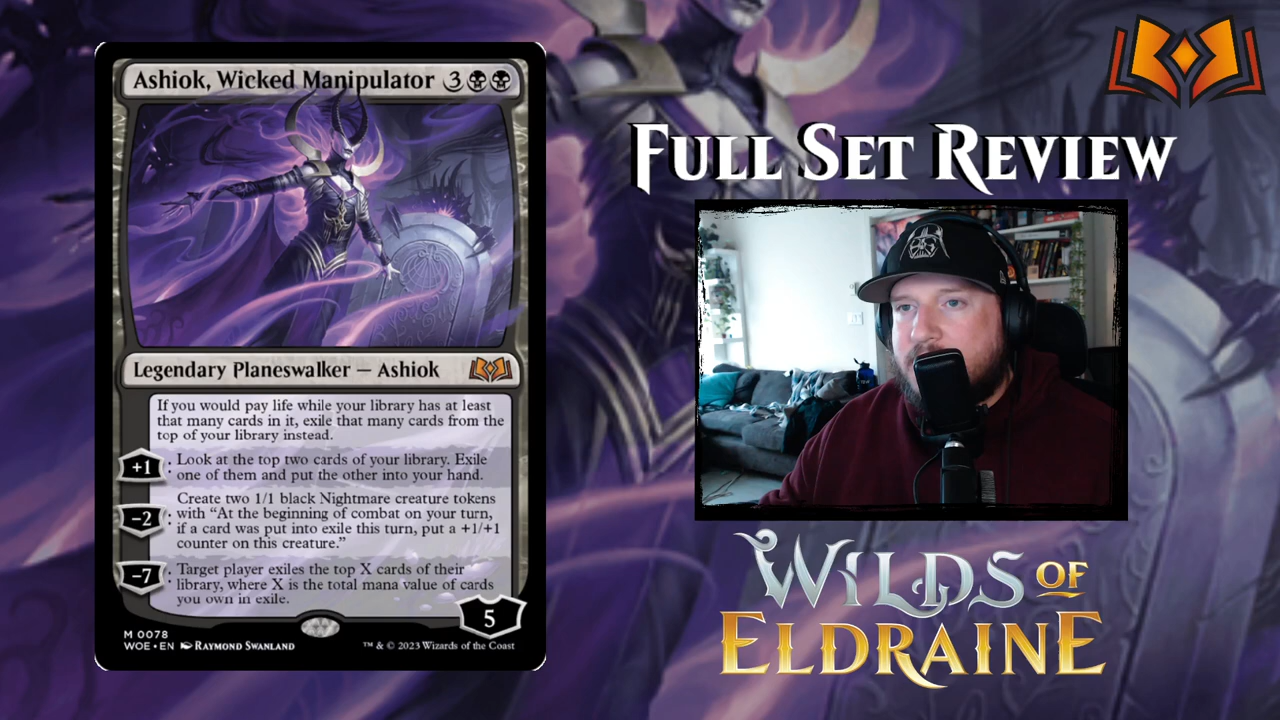 Ashiok, Wicked Manipulator 3
Legendary Planeswalker — Ashiok
If you would pay life while your library has at least
that many cards in it, exile that many cards from the
top of your library instead.
+1 : Look at the top two cards of your library. Exile
one of them and put the other into your hand.
−2 : Create two 1/1 black Nightmare creature tokens
with “At the beginning of combat on your turn,
if a card was put into exile this turn, put a +1/+1
counter on this creature.”
−7 : Target player exiles the top X cards of their
library, where X is the total mana value of cards
you own in exile.
5
M 0078
WOE • EN Raymond Swanland
™ & © 2023 Wizards of the Coast
Full Set Review
Wilds of
Eldraine